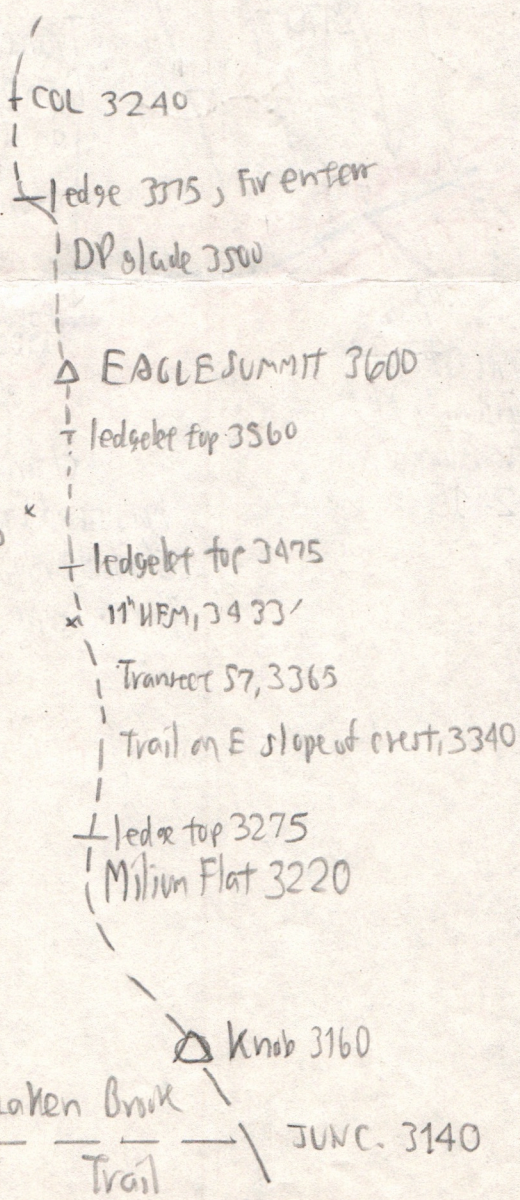 COL 3240
ledge 3375, Fir enters
DP glade 3500
EAGLE SUMMIT 3600
ledgelet top 3560
ledgelet top 3475
11" HEM, 3433'
Transect 57, 3365
Trail on E slope of crest, 3340
ledge top 3275
Milium Flat 3220
Knob 3160
Brook
JUNC. 3140
Trail